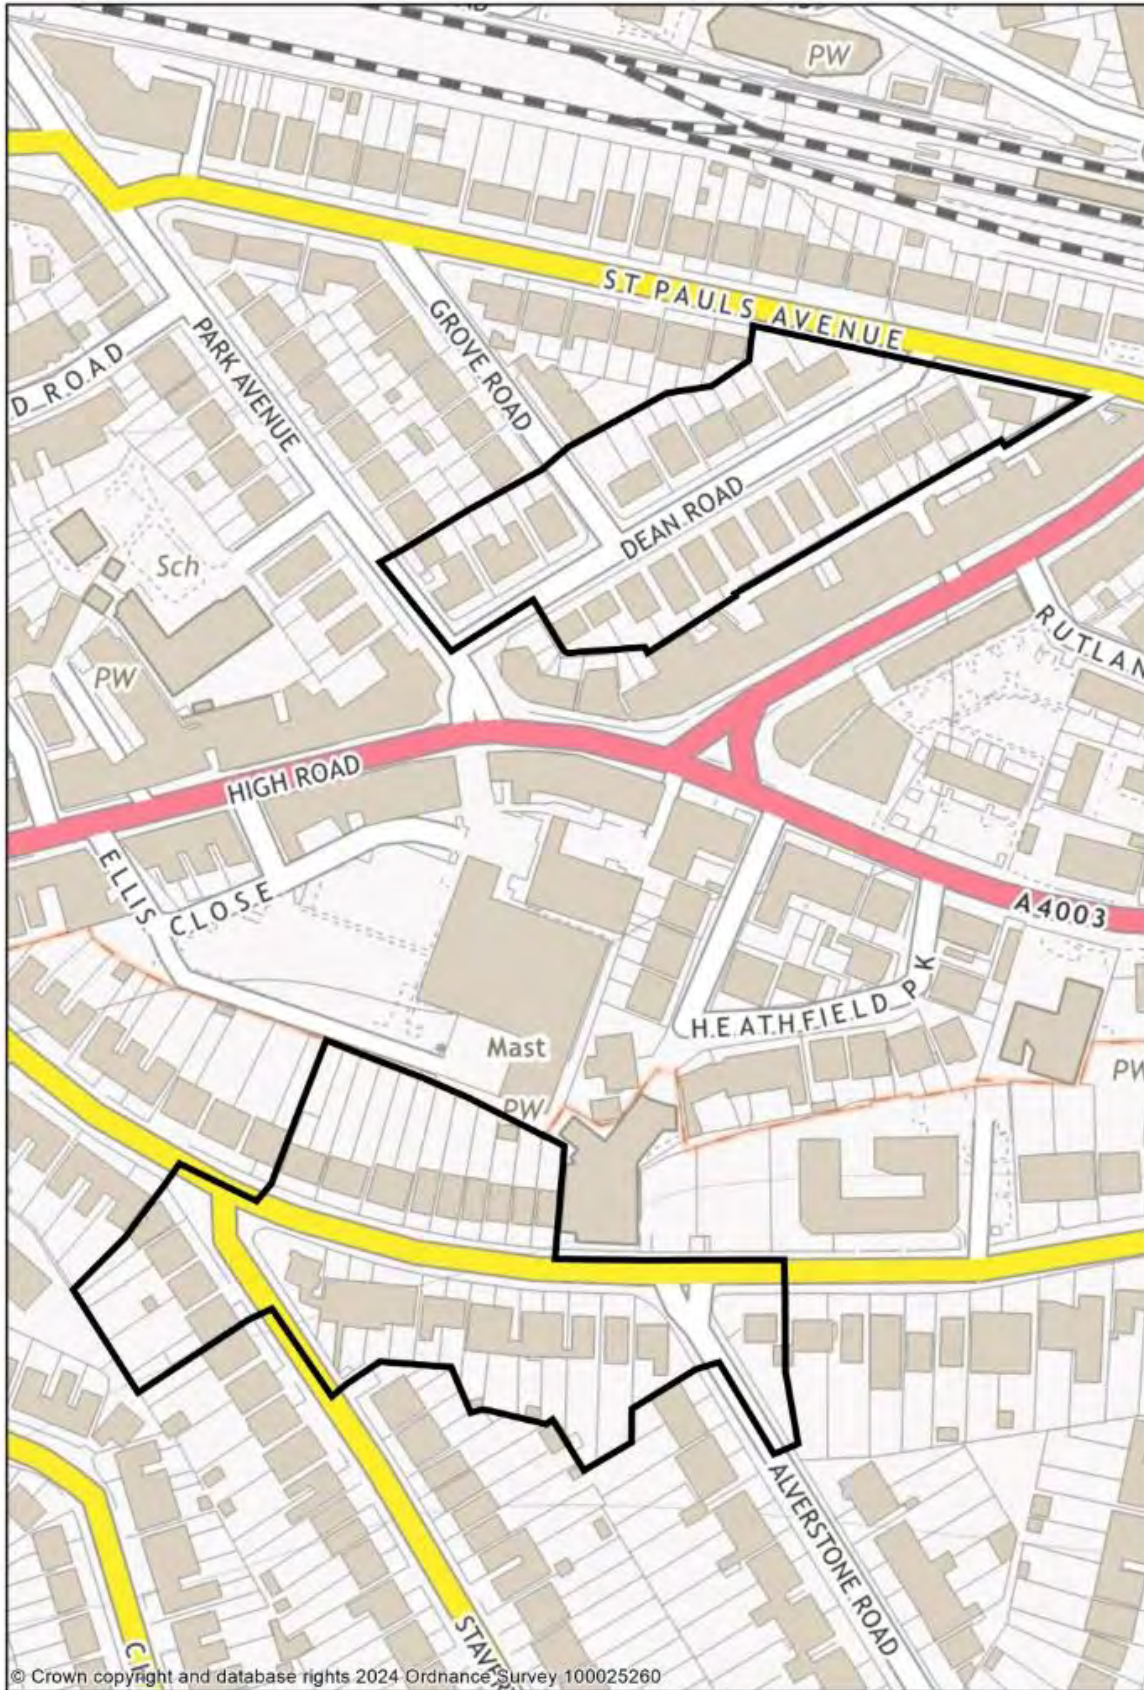 PW
ST PAULS AVENUE
GROVE ROAD
PARK AVENUE
D ROAD
DEAN ROAD
Sch
PW
RUTLAN
HIGH ROAD
ELLIS CLOSE
A4003
HEATHFIELD PK
Mast
PW
PW
ALVERSTONE ROAD
STAVER
© Crown copyright and database rights 2024 Ordnance Survey 100025260